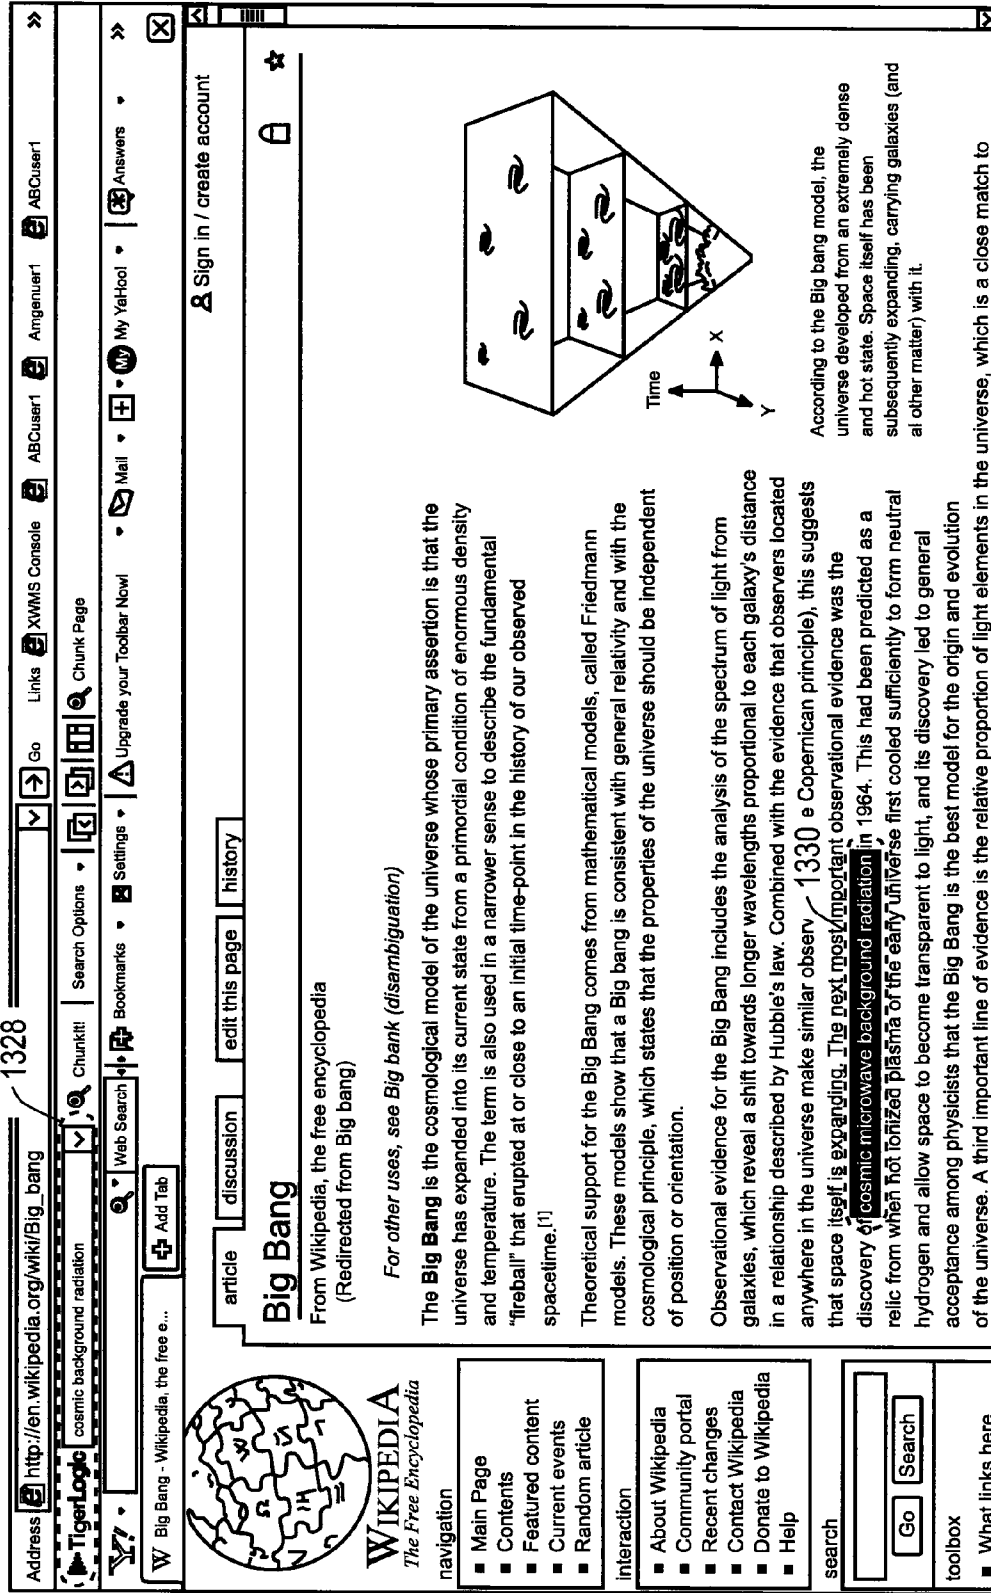 1328
Address http://en.wikipedia.org/wiki/Big_bang Go Links XWMS Console ABCuser1 Amgenuer1 ABCuser1 »
TigerLogic cosmic background radiation ChunkIt! Search Options Chunk Page
Y! Web Search Bookmarks Settings Upgrade your Toolbar Now! Mail My YaHoo! Answers »
W Big Bang - Wikipedia, the free e... Add Tab
WIKIPEDIA
The Free Encyclopedia
navigation
Main Page
Contents
Featured content
Current events
Random article
interaction
About Wikipedia
Community portal
Recent changes
Contact Wikipedia
Donate to Wikipedia
Help
search
Go Search
toolbox
What links here
Sign in / create account
article discussion edit this page history
Big Bang
From Wikipedia, the free encyclopedia
(Redirected from Big bang)
For other uses, see Big bank (disambiguation)
The Big Bang is the cosmological model of the universe whose primary assertion is that the
universe has expanded into its current state from a primordial condition of enormous density
and temperature. The term is also used in a narrower sense to describe the fundamental
"fireball" that erupted at or close to an initial time-point in the history of our observed
spacetime.[1]
Theoretical support for the Big Bang comes from mathematical models, called Friedmann
models. These models show that a Big bang is consistent with general relativity and with the
cosmological principle, which states that the properties of the universe should be independent
of position or orientation.
Observational evidence for the Big Bang includes the analysis of the spectrum of light from
galaxies, which reveal a shift towards longer wavelengths proportional to each galaxy's distance
in a relationship described by Hubble's law. Combined with the evidence that observers located
anywhere in the universe make similar observ 1330 e Copernican principle), this suggests
that space itself is expanding. The next most important observational evidence was the
discovery of cosmic microwave background radiation in 1964. This had been predicted as a
relic from when hot ionized plasma of the early universe first cooled sufficiently to form neutral
hydrogen and allow space to become transparent to light, and its discovery led to general
acceptance among physicists that the Big Bang is the best model for the origin and evolution
of the universe. A third important line of evidence is the relative proportion of light elements in the universe, which is a close match to
Time
X
Y
According to the Big bang model, the
universe developed from an extremely dense
and hot state. Space itself has been
subsequently expanding, carrying galaxies (and
al other matter) with it.